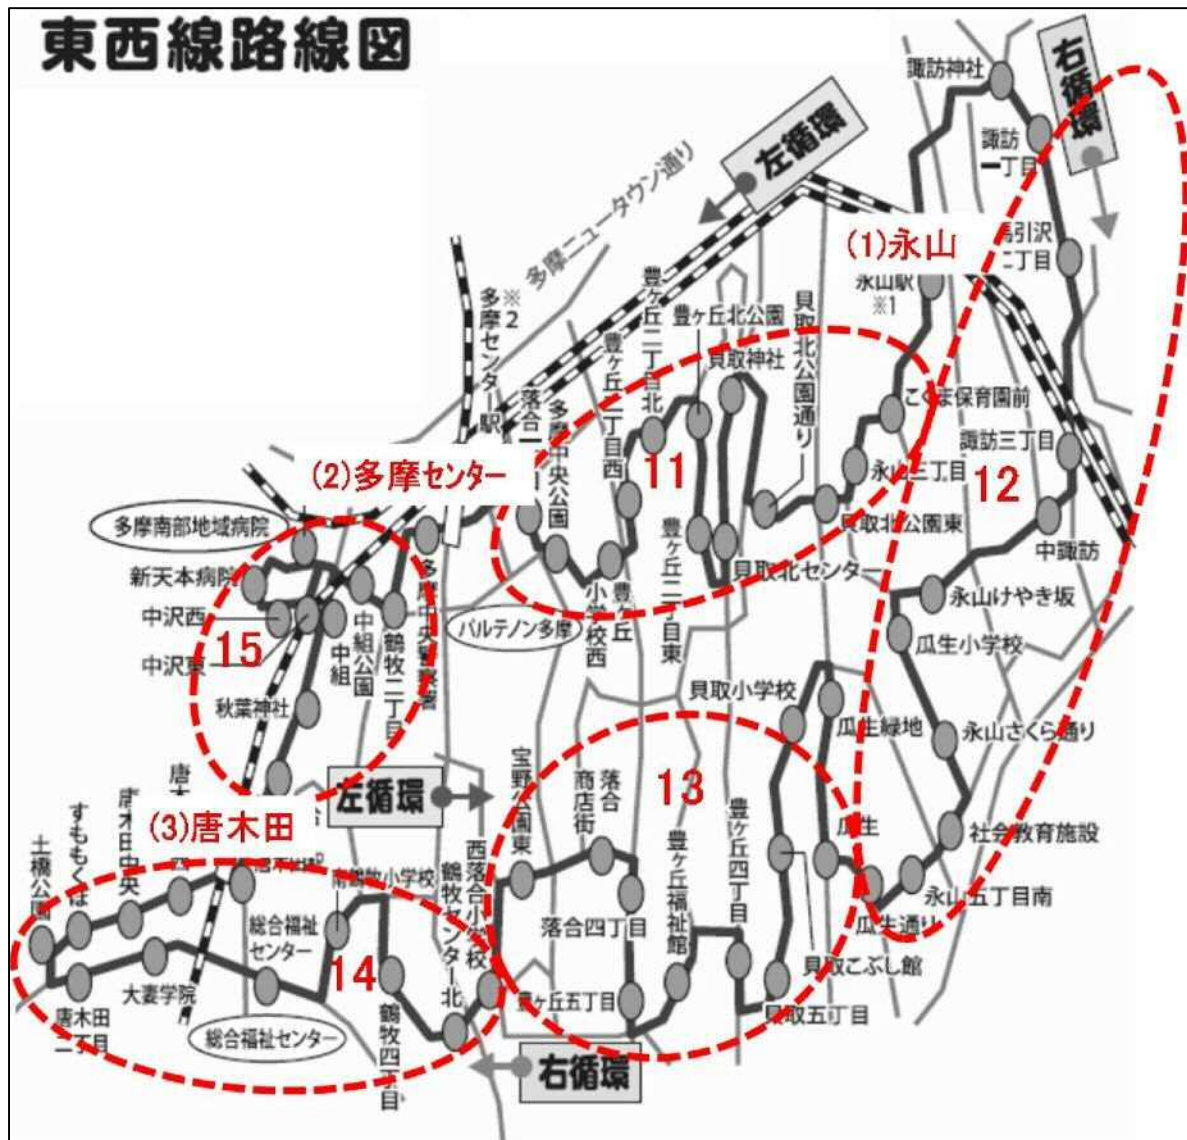 東西線路線図
右循環
左循環
諏訪神社
諏訪
一丁目
馬引沢
二丁目
(1)永山
永山駅
※1
多摩ニュータウン通り
※2
多摩センター駅
豊ヶ丘二丁目北
豊ヶ丘北公園
貝取北公園通り
貝取神社
豊ヶ丘二丁目西
多摩中央公園
落合一
こぐま保育園前
諏訪三丁目
11
12
永山三丁目
(2)多摩センター
多摩南部地域病院
新天本病院
中沢西
15
中沢東
秋葉神社
中組
中組公園
鶴牧二丁目
多摩中央警察署
パルテノン多摩
豊ヶ丘
小学校西
豊ヶ丘二丁目東
貝取北センター
貝取北公園東
中諏訪
永山けやき坂
瓜生小学校
貝取小学校
瓜生緑地
永山さくら通り
左循環
宝野公園東
落合
商店街
13
豊ヶ丘四丁目
瓜生
社会教育施設
永山五丁目南
瓜生通り
貝取こぶし館
貝取五丁目
豊ヶ丘福祉館
落合四丁目
豊ヶ丘五丁目
(3)唐木田
土橋公園
すももくぼ
唐木田中央
南鶴牧小学校
総合福祉
センター
14
西落合小学校
鶴牧センター北
鶴牧四丁目
大妻学院
唐木田
二丁目
総合福祉センター
右循環